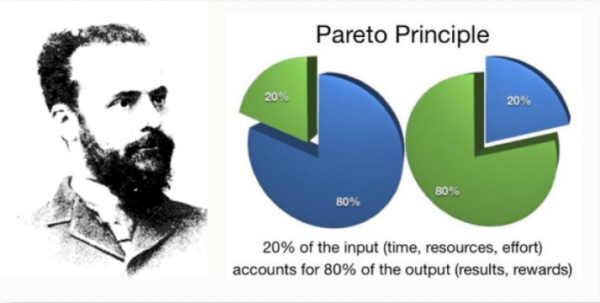 Pareto Principle
20%
80%
20%
80%
20% of the input (time, resources, effort)
accounts for 80% of the output (results, rewards)